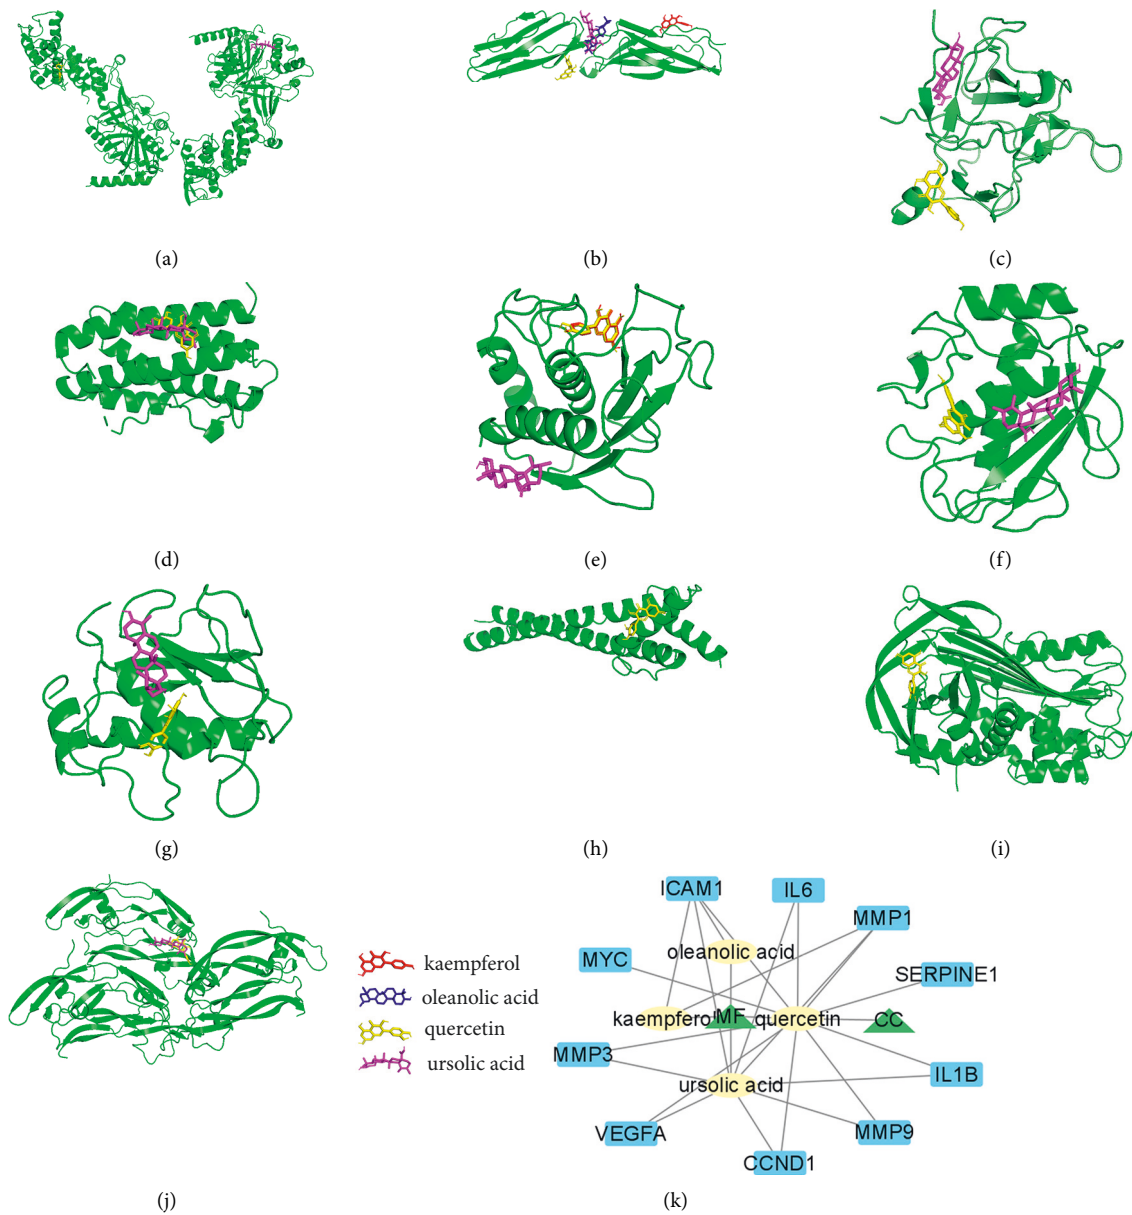 (a)
(b)
(c)
(d)
(e)
(f)
(g)
(h)
(i)
kaempferol
oleanolic acid
quercetin
ursolic acid
ICAM1
IL6
MMP1
oleanolic acid
MYC
SERPINE1
kaempferol
MF
quercetin
CC
MMP3
ursolic acid
IL1B
VEGFA
MMP9
CCND1
(j)
(k)